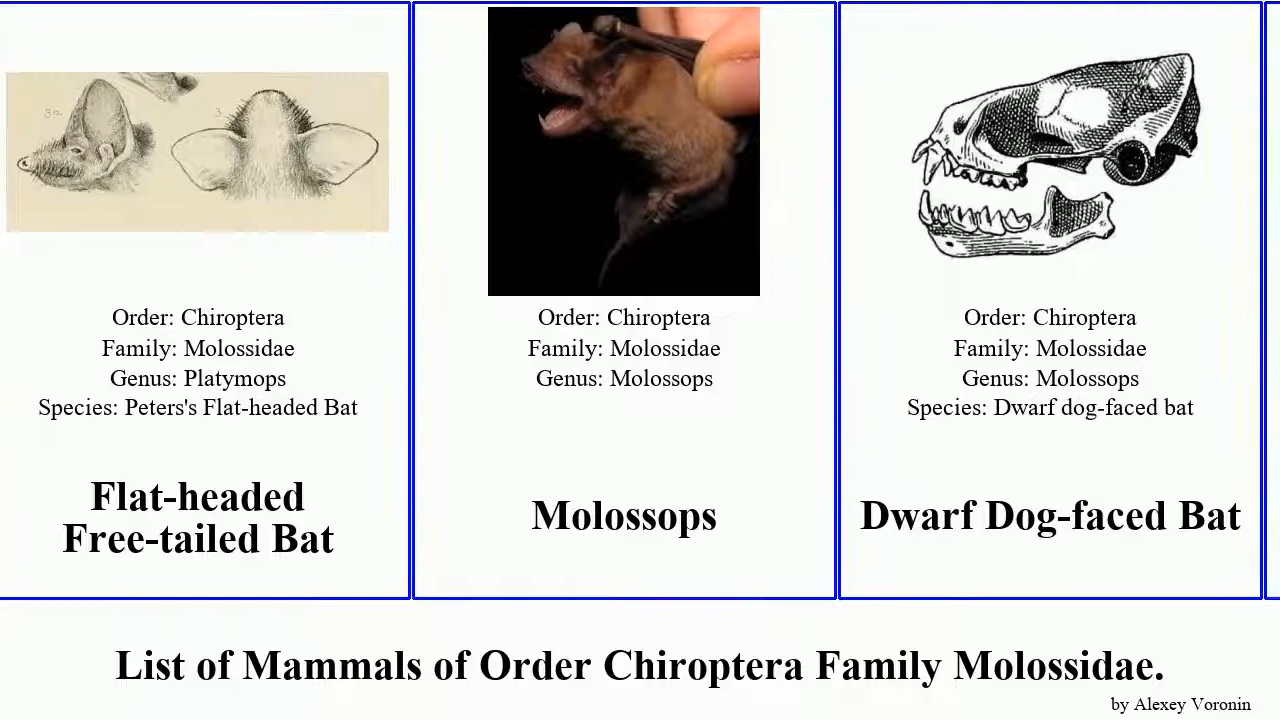 Order: Chiroptera
Family: Molossidae
Genus: Platymops
Species: Peters's Flat-headed Bat
Flat-headed
Free-tailed Bat
Order: Chiroptera
Family: Molossidae
Genus: Molossops
Molossops
Order: Chiroptera
Family: Molossidae
Genus: Molossops
Species: Dwarf dog-faced bat
Dwarf Dog-faced Bat
List of Mammals of Order Chiroptera Family Molossidae.
by Alexey Voronin